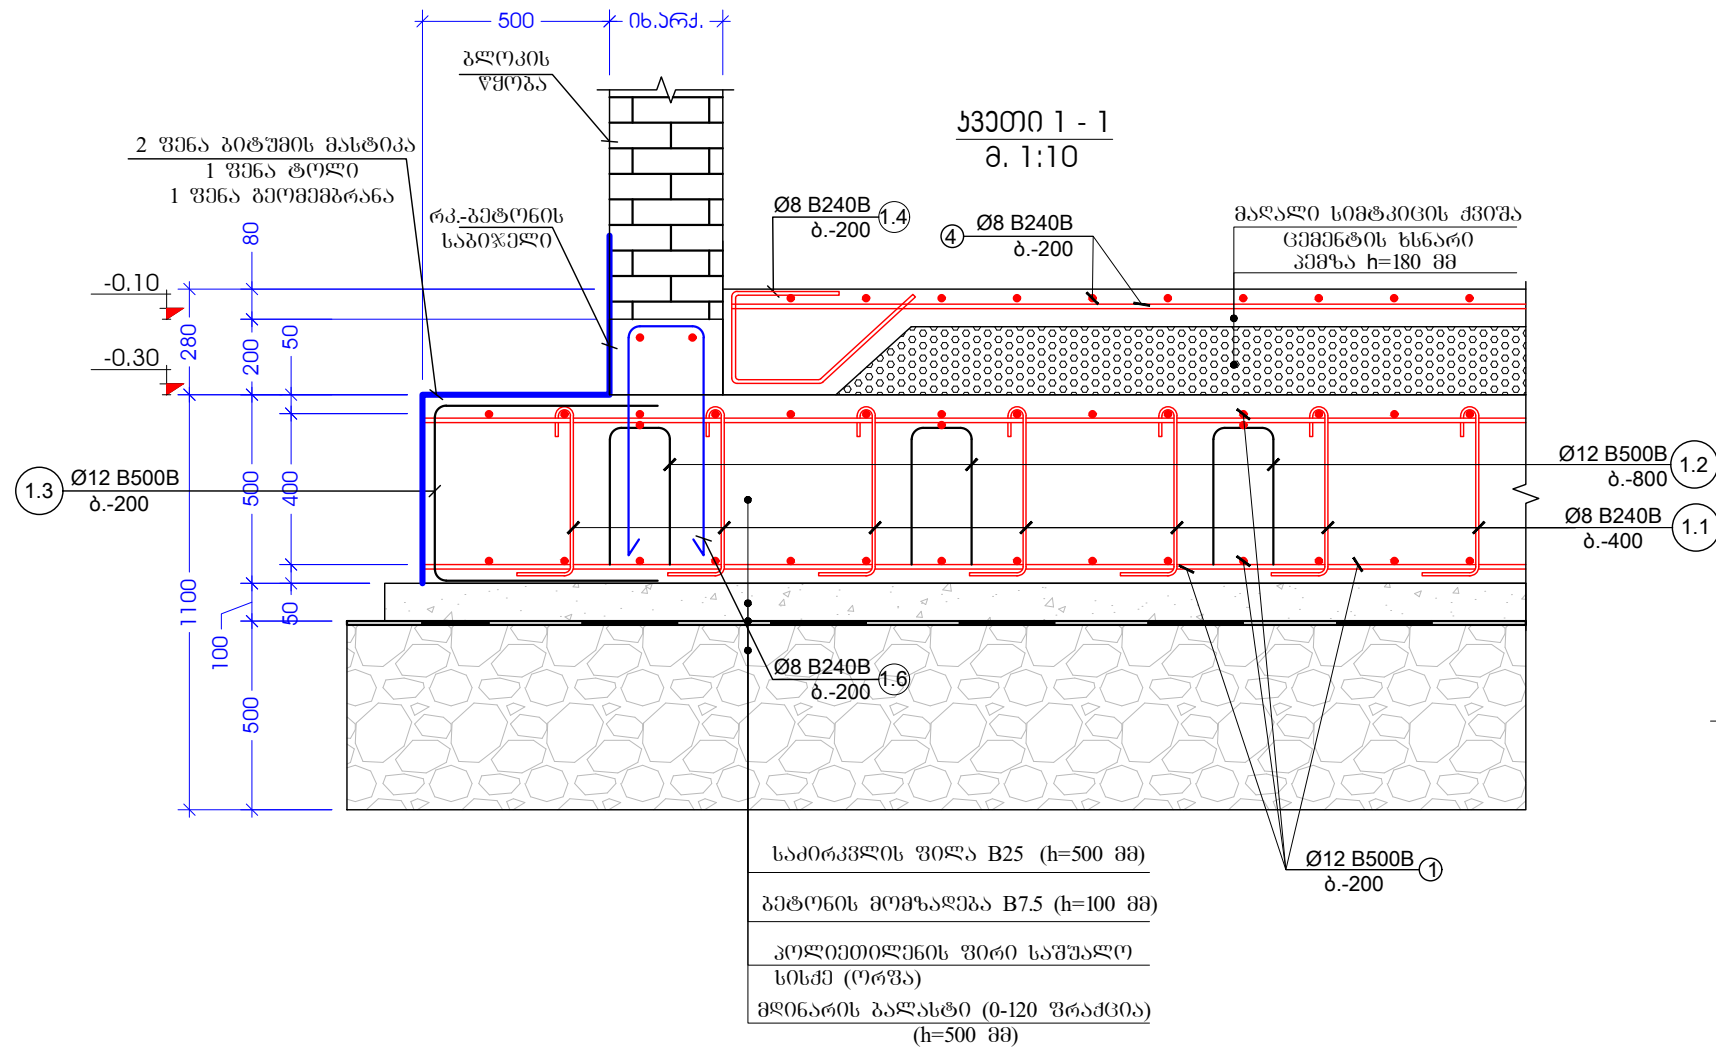 500
იხ.არქ.
ბლოკის
წყობა
კვეთი 1 - 1
მ. 1:10
2 ფენა ბიტუმის მასტიკა
1 ფენა ტოლი
1 ფენა გეომემბრანა
რკ.-ბეტონის
საბიჯელი
Ø8 B240B
ბ.-200
1.4
4
Ø8 B240B
ბ.-200
მაღალი სიმტკიცის ქვიშა
ცემენტის ხსნარი
პემზა h=180 მმ
-0.10
-0.30
80
280
200
50
500
400
1100
100
50
500
1.3
Ø12 B500B
ბ.-200
Ø12 B500B
ბ.-800
1.2
Ø8 B240B
ბ.-400
1.1
Ø8 B240B
ბ.-200
1.6
Ø12 B500B
ბ.-200
1
საძირკვლის ფილა B25 (h=500 მმ)
ბეტონის მომზადება B7.5 (h=100 მმ)
პოლიეთილენის ფირი საშუალო
სისქე (ორფა)
მდინარის ბალასტი (0-120 ფრაქცია)
(h=500 მმ)